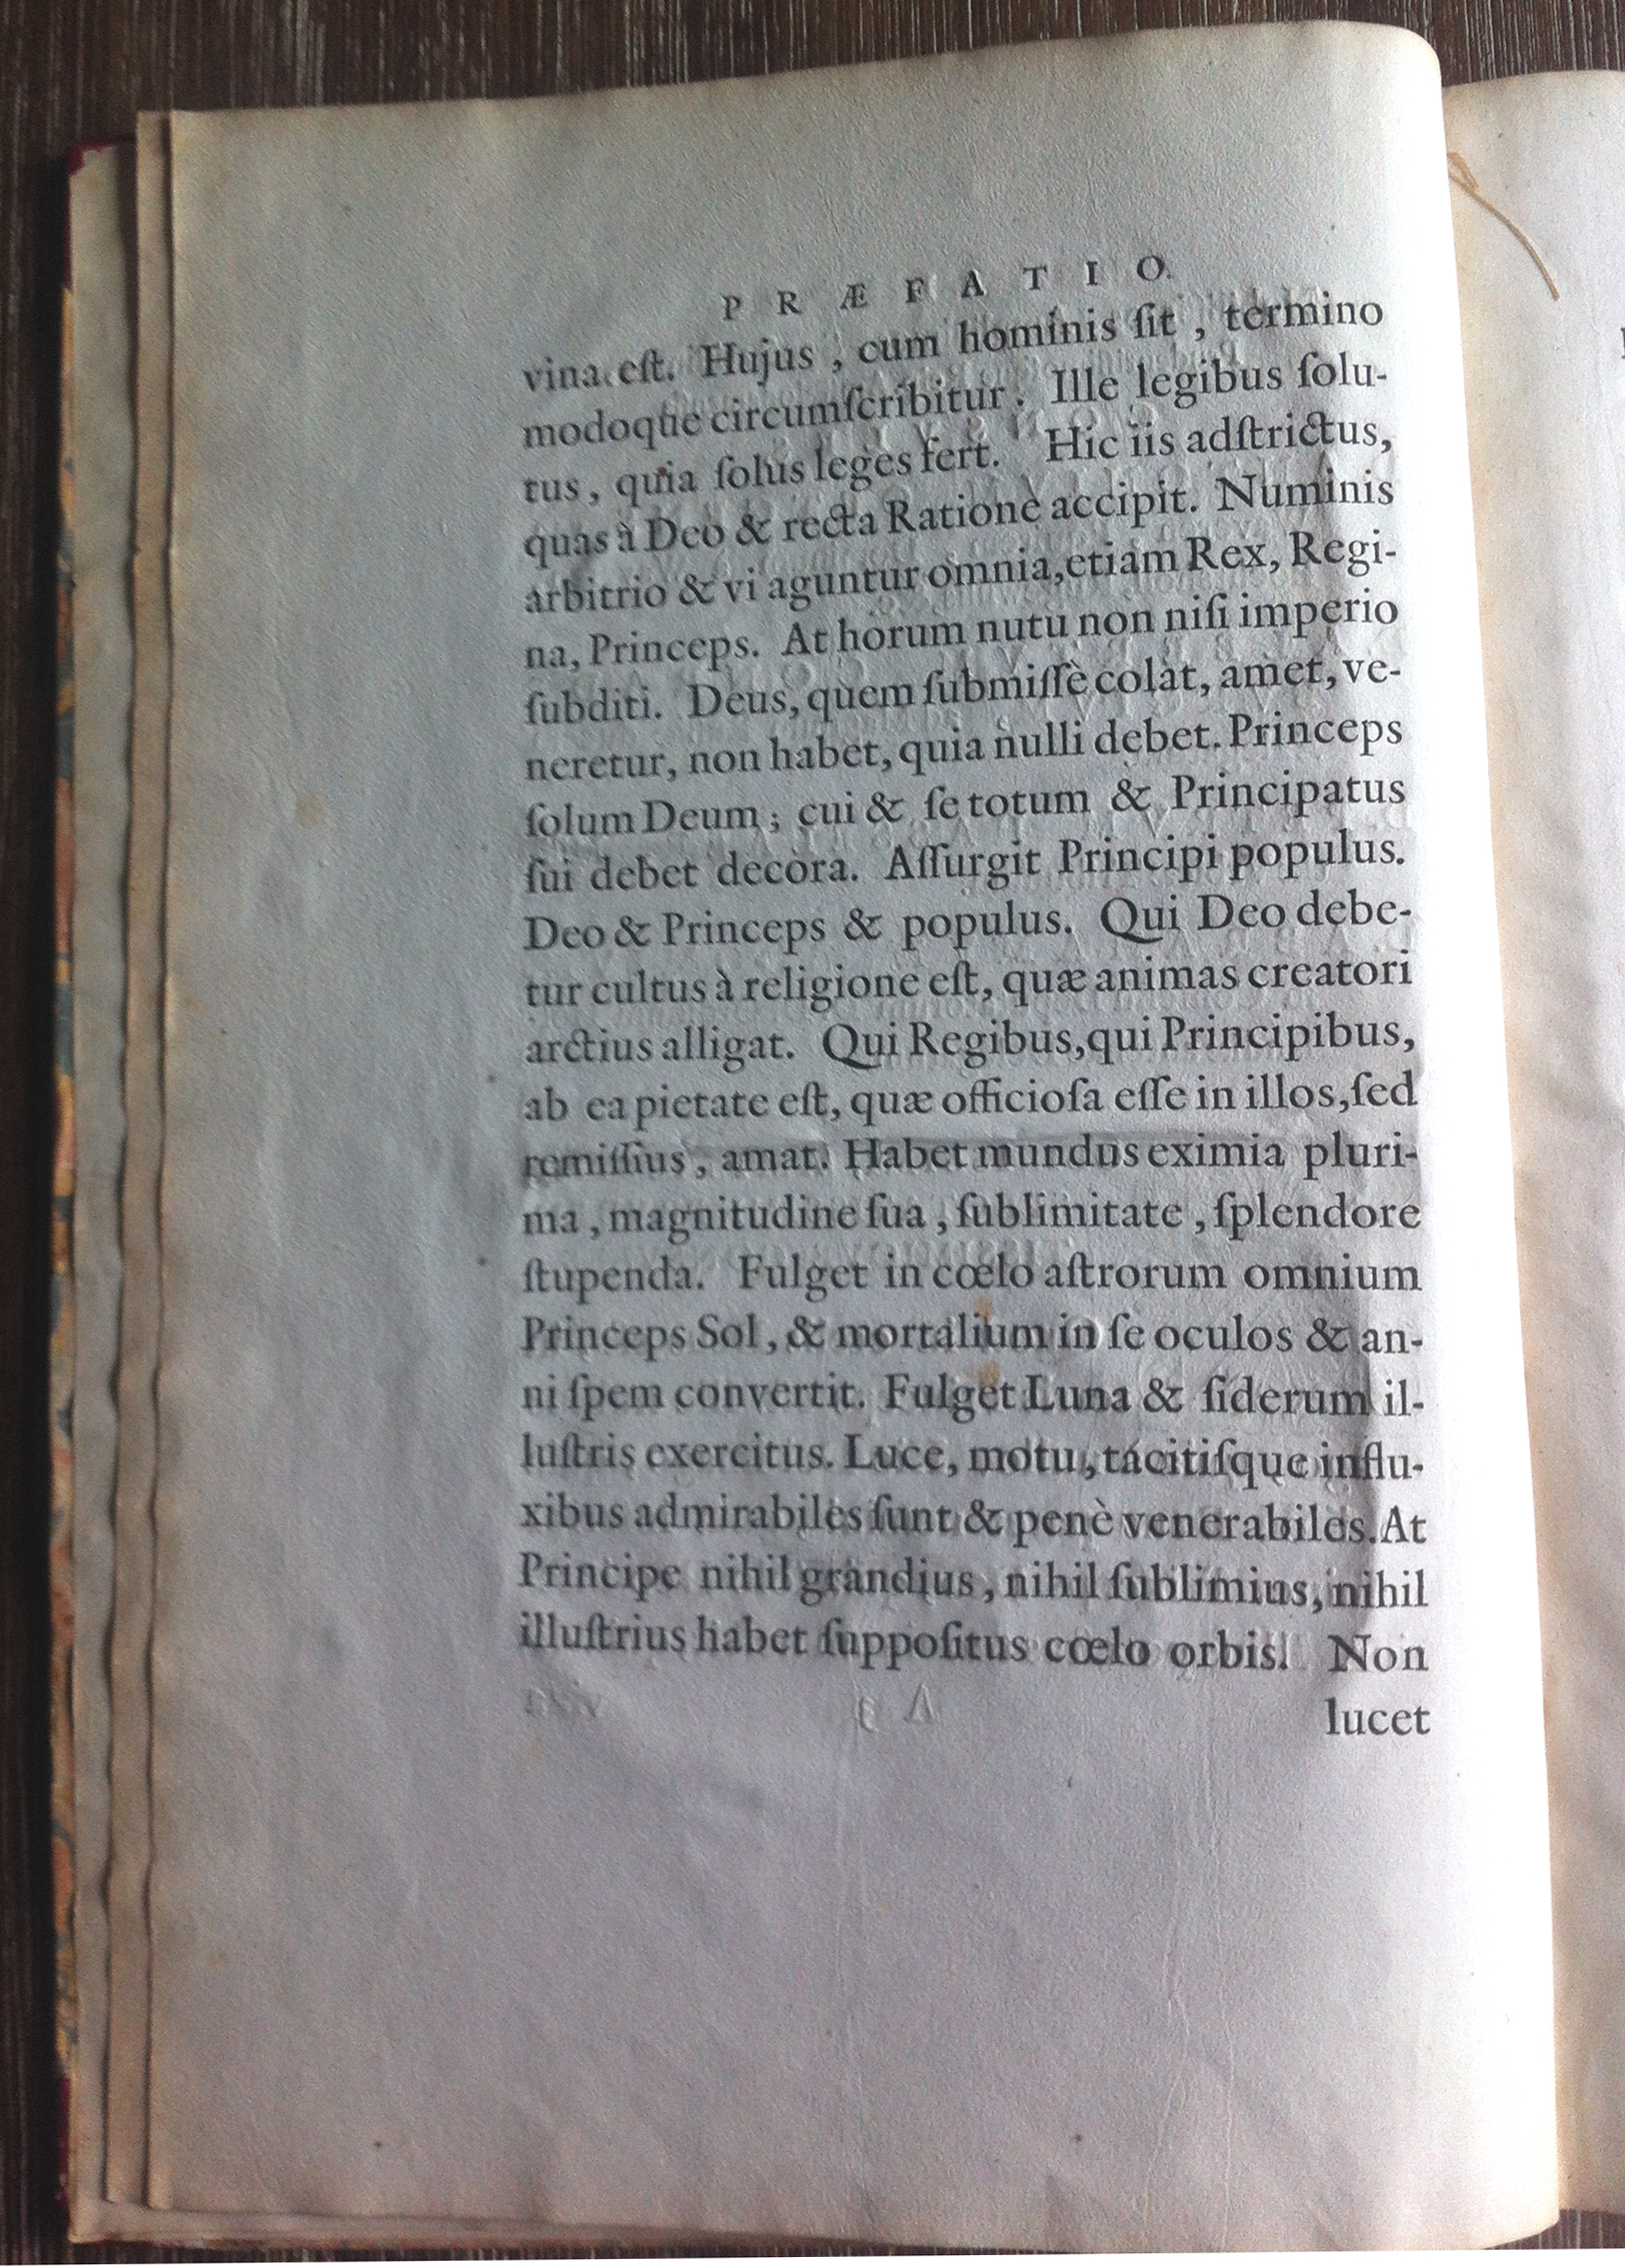 PRÆFATIO.
vina eſt. Hujus, cum hominis ſit, termino
modoque circumſcribitur. Ille legibus ſolu-
tus, quia ſolus leges fert. Hic iis adſtrictus,
quas à Deo & recta Ratione accipit. Numinis
arbitrio & vi aguntur omnia, etiam Rex, Regi-
na, Princeps. At horum nutu non niſi imperio
ſubditi. Deus, quem ſubmiſſè colat, amet, ve-
neretur, non habet, quia nulli debet. Princeps
ſolum Deum; cui & ſe totum & Principatus
ſui debet decora. Aſſurgit Principi populus.
Deo & Princeps & populus. Qui Deo debe-
tur cultus à religione eſt, quæ animas creatori
arctius alligat. Qui Regibus, qui Principibus,
ab ea pietate eſt, quæ officioſa eſſe in illos, ſed
remiſſius, amat. Habet mundus eximia pluri-
ma, magnitudine ſua, ſublimitate, ſplendore
ſtupenda. Fulget in cœlo aſtrorum omnium
Princeps Sol, & mortalium in ſe oculos & an-
ni ſpem convertit. Fulget Luna & ſiderum il-
luſtris exercitus. Luce, motu, tacitiſque influ-
xibus admirabiles ſunt & penè venerabiles. At
Principe nihil grandius, nihil ſublimius, nihil
illuſtrius habet ſuppoſitus cœlo orbis. Non
lucet